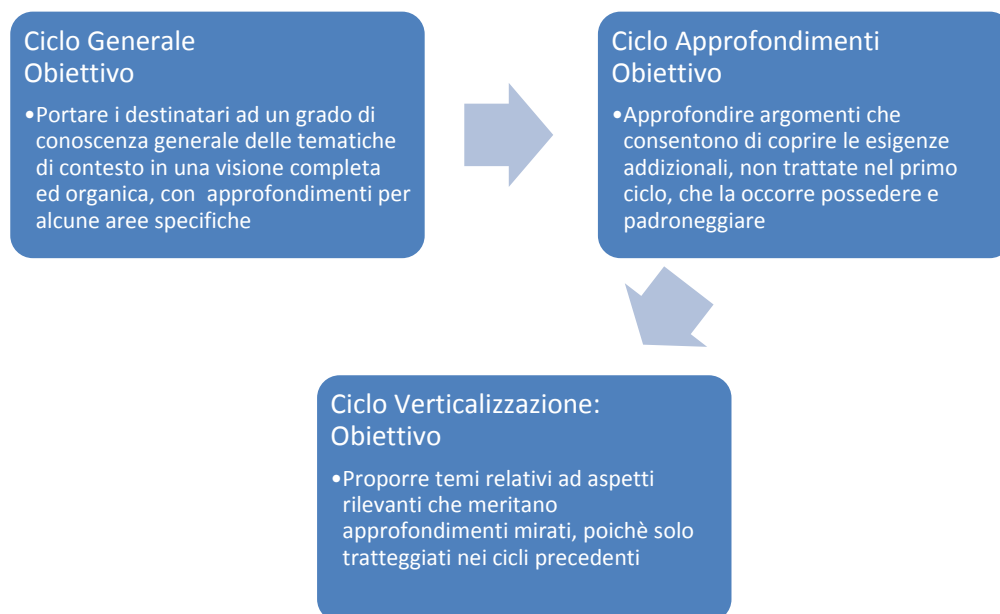 Ciclo Generale
Obiettivo
•Portare i destinatari ad un grado di
conoscenza generale delle tematiche
di contesto in una visione completa
ed organica, con approfondimenti per
alcune aree specifiche
Ciclo Approfondimenti
Obiettivo
•Approfondire argomenti che
consentono di coprire le esigenze
addizionali, non trattate nel primo
ciclo, che la occorre possedere e
padroneggiare
Ciclo Verticalizzazione:
Obiettivo
•Proporre temi relativi ad aspetti
rilevanti che meritano
approfondimenti mirati, poichè solo
tratteggiati nei cicli precedenti